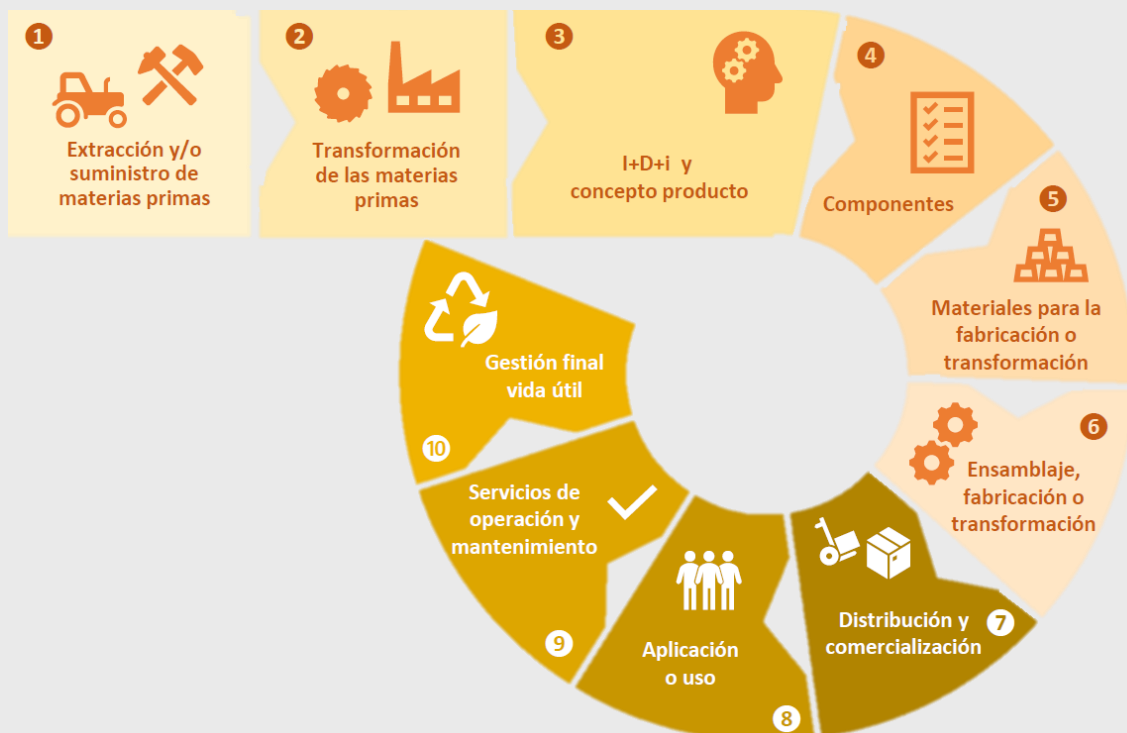 1
Extracción y/o
suministro de
materias primas
2
Transformación
de las materias
primas
3
I+D+i y
concepto producto
4
Componentes
5
Materiales para la
fabricación o
transformación
6
Ensamblaje,
fabricación o
transformación
7
Distribución y
comercialización
8
Aplicación
o uso
9
Servicios de
operación y
mantenimiento
10
Gestión final
vida útil